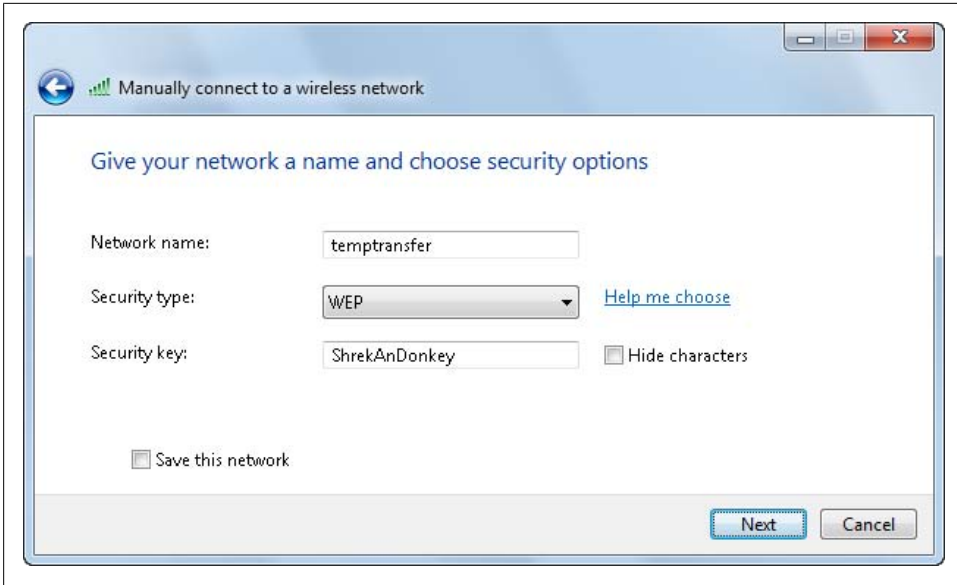 Manually connect to a wireless network
Give your network a name and choose security options
Network name: temptransfer
Security type: WEP Help me choose
Security key: ShrekAnDonkey Hide characters
Save this network
Next Cancel